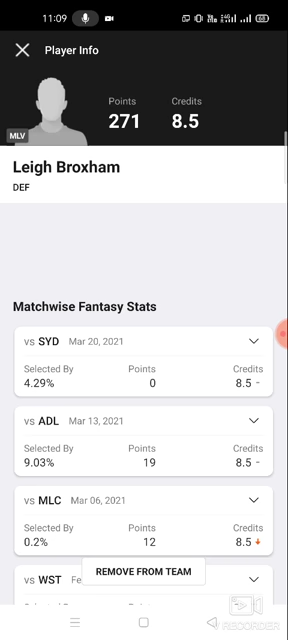 11:09 60
Player Info
Points Credits
271 8.5
MLV
Leigh Broxham
DEF
Matchwise Fantasy Stats
vs SYD Mar 20, 2021
Selected By Points Credits
4.29% 0 8.5 -
vs ADL Mar 13, 2021
Selected By Points Credits
9.03% 19 8.5 -
vs MLC Mar 06, 2021
Selected By Points Credits
0.2% 12 8.5
REMOVE FROM TEAM
vs WST Fe
RECORDER